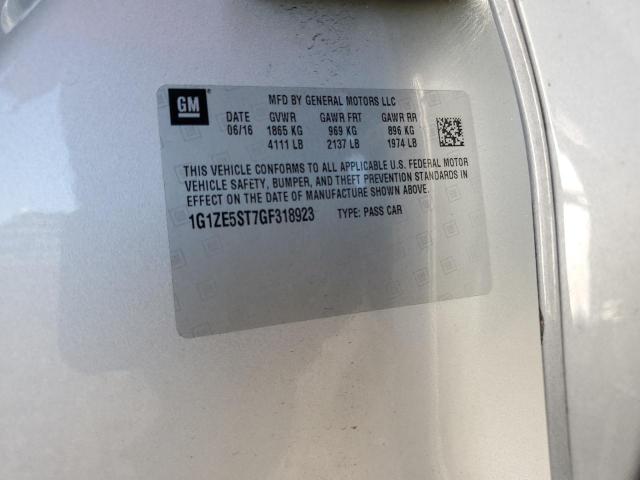 GM
MFD BY GENERAL MOTORS LLC
DATE GVWR GAWR FRT GAWR RR
06/16 1865 KG 969 KG 896 KG
4111 LB 2137 LB 1974 LB
THIS VEHICLE CONFORMS TO ALL APPLICABLE U.S. FEDERAL MOTOR
VEHICLE SAFETY, BUMPER, AND THEFT PREVENTION STANDARDS IN
EFFECT ON THE DATE OF MANUFACTURE SHOWN ABOVE.
1G1ZE5ST7GF318923 TYPE: PASS CAR